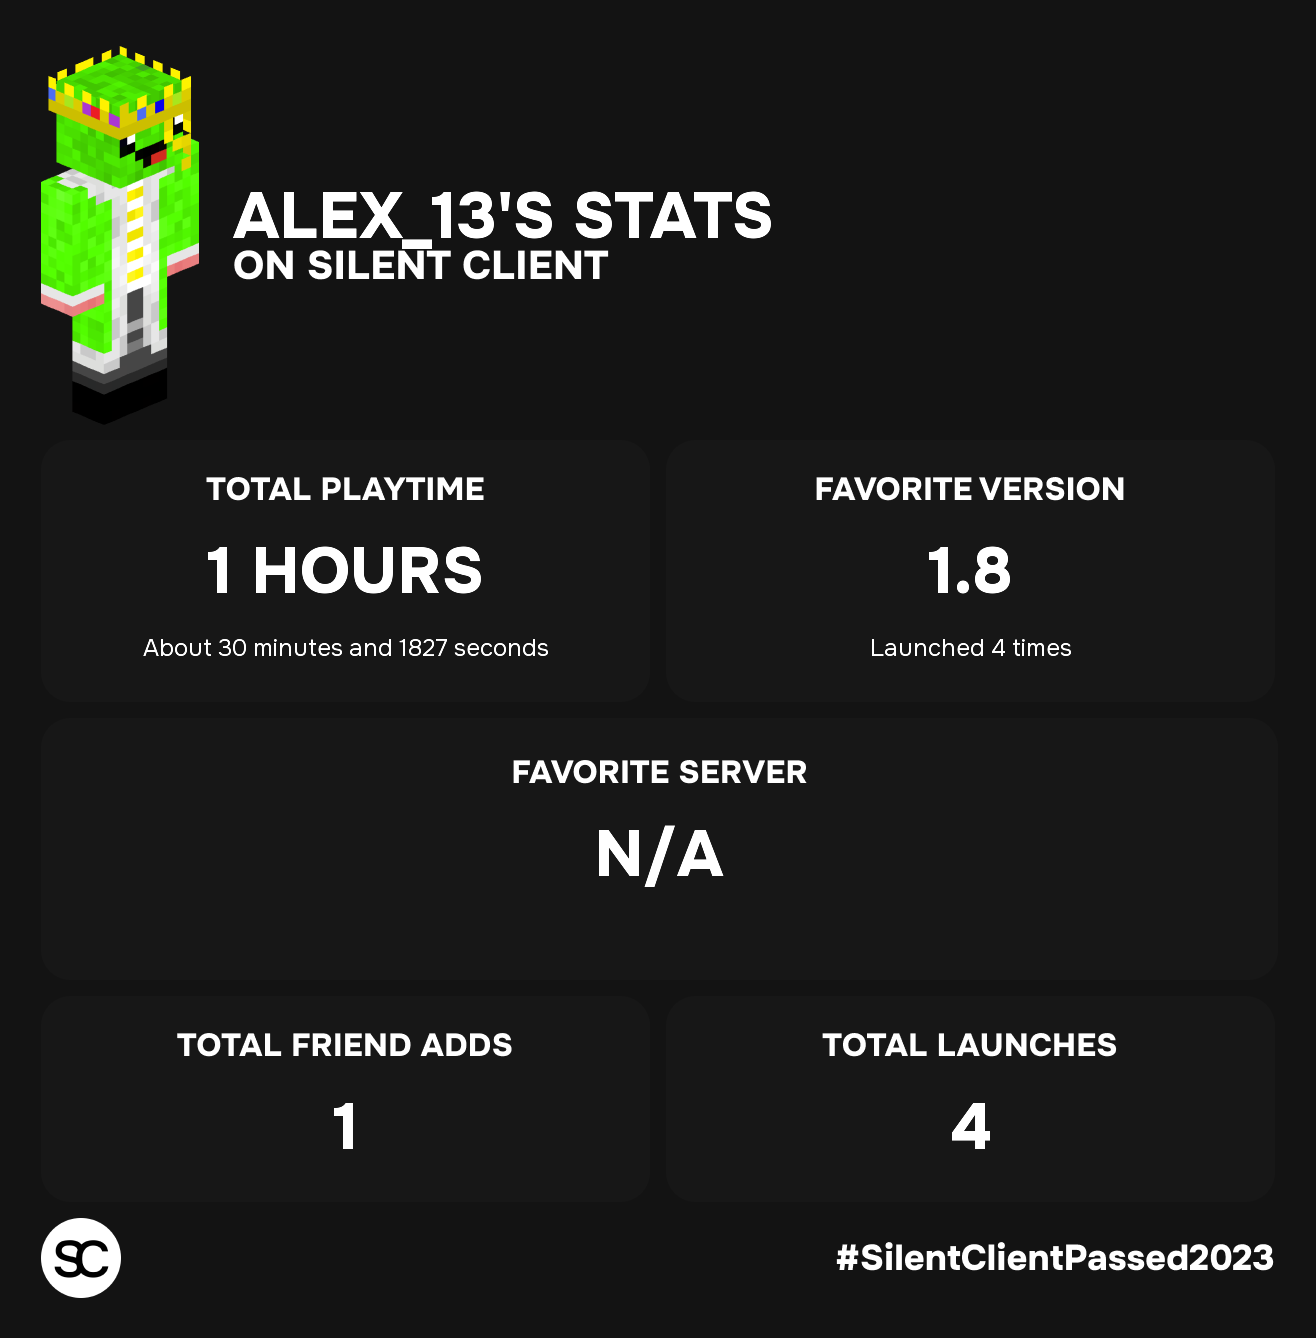 ALEX_13'S STATS
ON SILENT CLIENT
TOTAL PLAYTIME
1 HOURS
About 30 minutes and 1827 seconds
FAVORITE VERSION
1.8
Launched 4 times
FAVORITE SERVER
N/A
TOTAL FRIEND ADDS
1
TOTAL LAUNCHES
4
SC
#SilentClientPassed2023